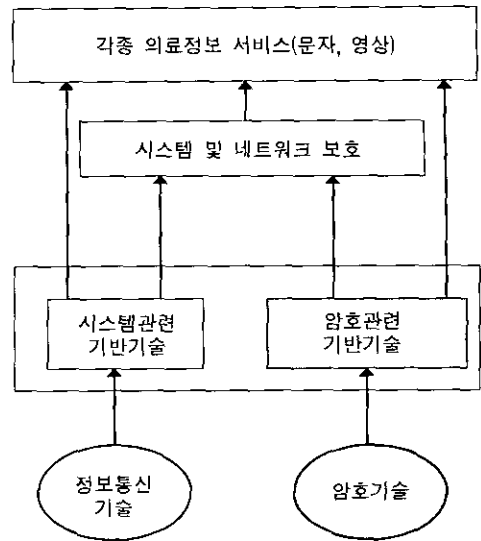 각종 의료정보 서비스(문자, 영상)
시스템 및 네트워크 보호
시스템관련
기반기술
암호관련
기반기술
정보통신
기술
암호기술